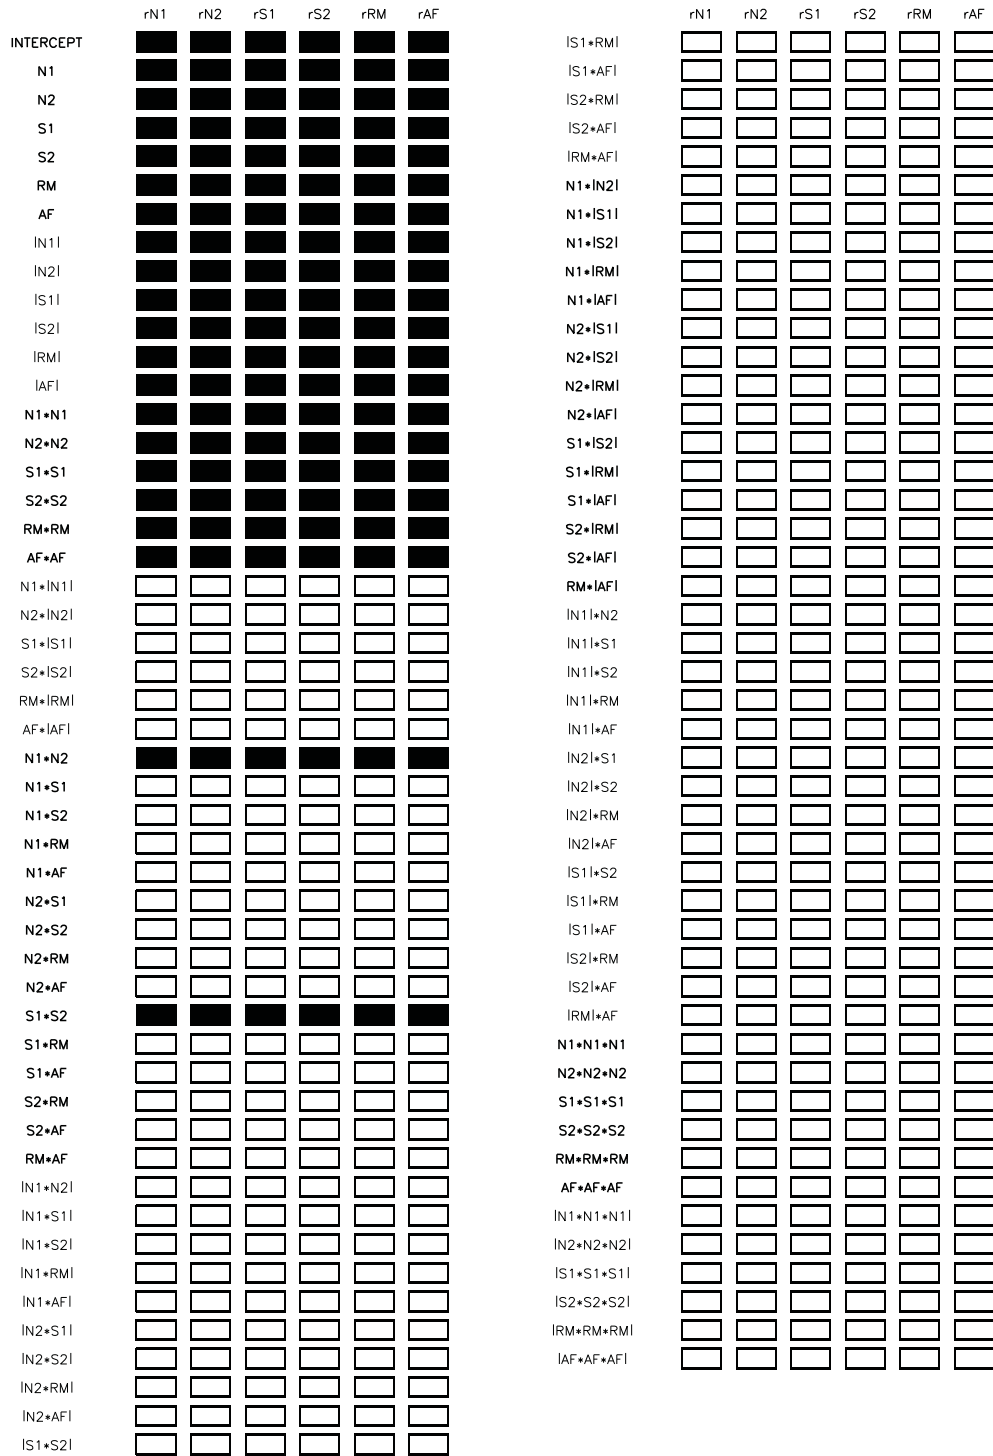 rN1 rN2 rS1 rS2 rRM rAF
INTERCEPT
N1
N2
S1
S2
RM
AF
|N1|
|N2|
|S1|
|S2|
|RM|
|AF|
N1*N1
N2*N2
S1*S1
S2*S2
RM*RM
AF*AF
N1*|N1|
N2*|N2|
S1*|S1|
S2*|S2|
RM*|RM|
AF*|AF|
N1*N2
N1*S1
N1*S2
N1*RM
N1*AF
N2*S1
N2*S2
N2*RM
N2*AF
S1*S2
S1*RM
S1*AF
S2*RM
S2*AF
RM*AF
|N1*N2|
|N1*S1|
|N1*S2|
|N1*RM|
|N1*AF|
|N2*S1|
|N2*S2|
|N2*RM|
|N2*AF|
|S1*S2|
rN1 rN2 rS1 rS2 rRM rAF
|S1*RM|
|S1*AF|
|S2*RM|
|S2*AF|
|RM*AF|
N1*|N2|
N1*|S1|
N1*|S2|
N1*|RM|
N1*|AF|
N2*|S1|
N2*|S2|
N2*|RM|
N2*|AF|
S1*|S2|
S1*|RM|
S1*|AF|
S2*|RM|
S2*|AF|
RM*|AF|
|N1|*N2
|N1|*S1
|N1|*S2
|N1|*RM
|N1|*AF
|N2|*S1
|N2|*S2
|N2|*RM
|N2|*AF
|S1|*S2
|S1|*RM
|S1|*AF
|S2|*RM
|S2|*AF
|RM|*AF
N1*N1*N1
N2*N2*N2
S1*S1*S1
S2*S2*S2
RM*RM*RM
AF*AF*AF
|N1*N1*N1|
|N2*N2*N2|
|S1*S1*S1|
|S2*S2*S2|
|RM*RM*RM|
|AF*AF*AF|